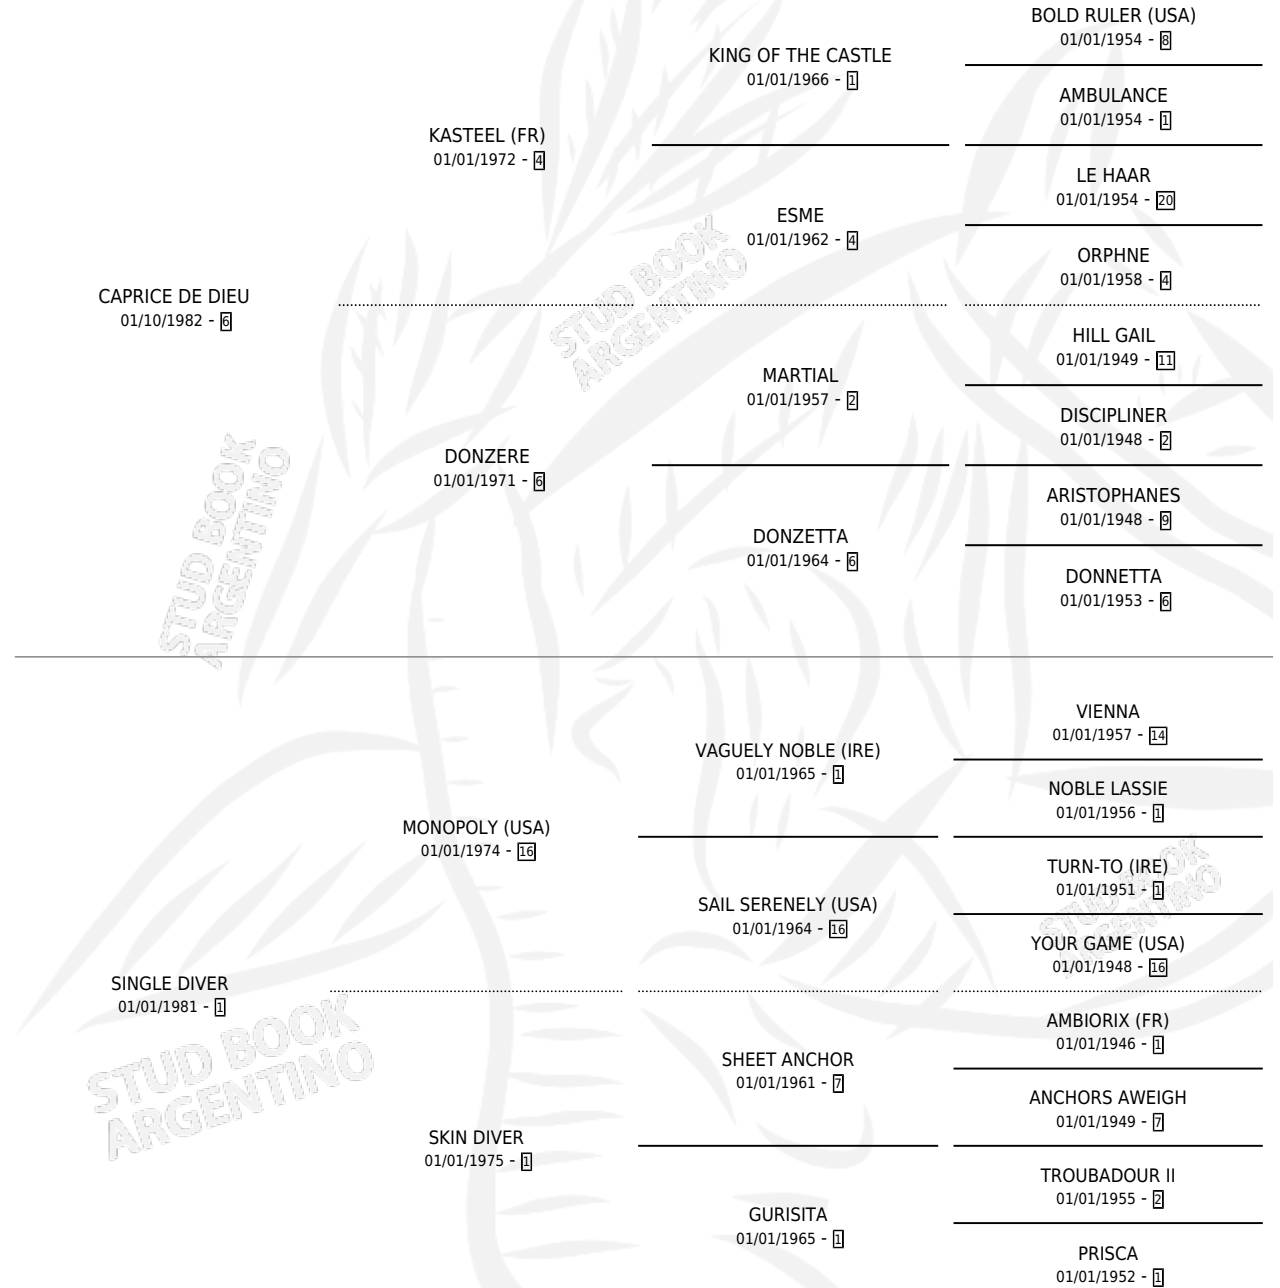 BOLD RULER (USA)
01/01/1954 - 8
KING OF THE CASTLE
01/01/1966 - 1
AMBULANCE
01/01/1954 - 1
KASTEEL (FR)
01/01/1972 - 4
LE HAAR
01/01/1954 - 20
ESME
01/01/1962 - 4
ORPHNE
01/01/1958 - 4
CAPRICE DE DIEU
01/10/1982 - 6
HILL GAIL
01/01/1949 - 11
MARTIAL
01/01/1957 - 2
DISCIPLINER
01/01/1948 - 2
DONZERE
01/01/1971 - 6
ARISTOPHANES
01/01/1948 - 9
DONZETTA
01/01/1964 - 6
DONNETTA
01/01/1953 - 6
VIENNA
01/01/1957 - 14
VAGUELY NOBLE (IRE)
01/01/1965 - 1
NOBLE LASSIE
01/01/1956 - 1
MONOPOLY (USA)
01/01/1974 - 16
TURN-TO (IRE)
01/01/1951 - 1
SAIL SERENELY (USA)
01/01/1964 - 16
YOUR GAME (USA)
01/01/1948 - 16
SINGLE DIVER
01/01/1981 - 1
AMBIORIX (FR)
01/01/1946 - 1
SHEET ANCHOR
01/01/1961 - 7
ANCHORS AWEIGH
01/01/1949 - 7
SKIN DIVER
01/01/1975 - 1
TROUBADOUR II
01/01/1955 - 2
GURISITA
01/01/1965 - 1
PRISCA
01/01/1952 - 1
STUD BOOK
ARGENTINO
STUD BOOK
ARGENTINO
STUD BOOK
ARGENTINO
STUD BOOK
ARGENTINO